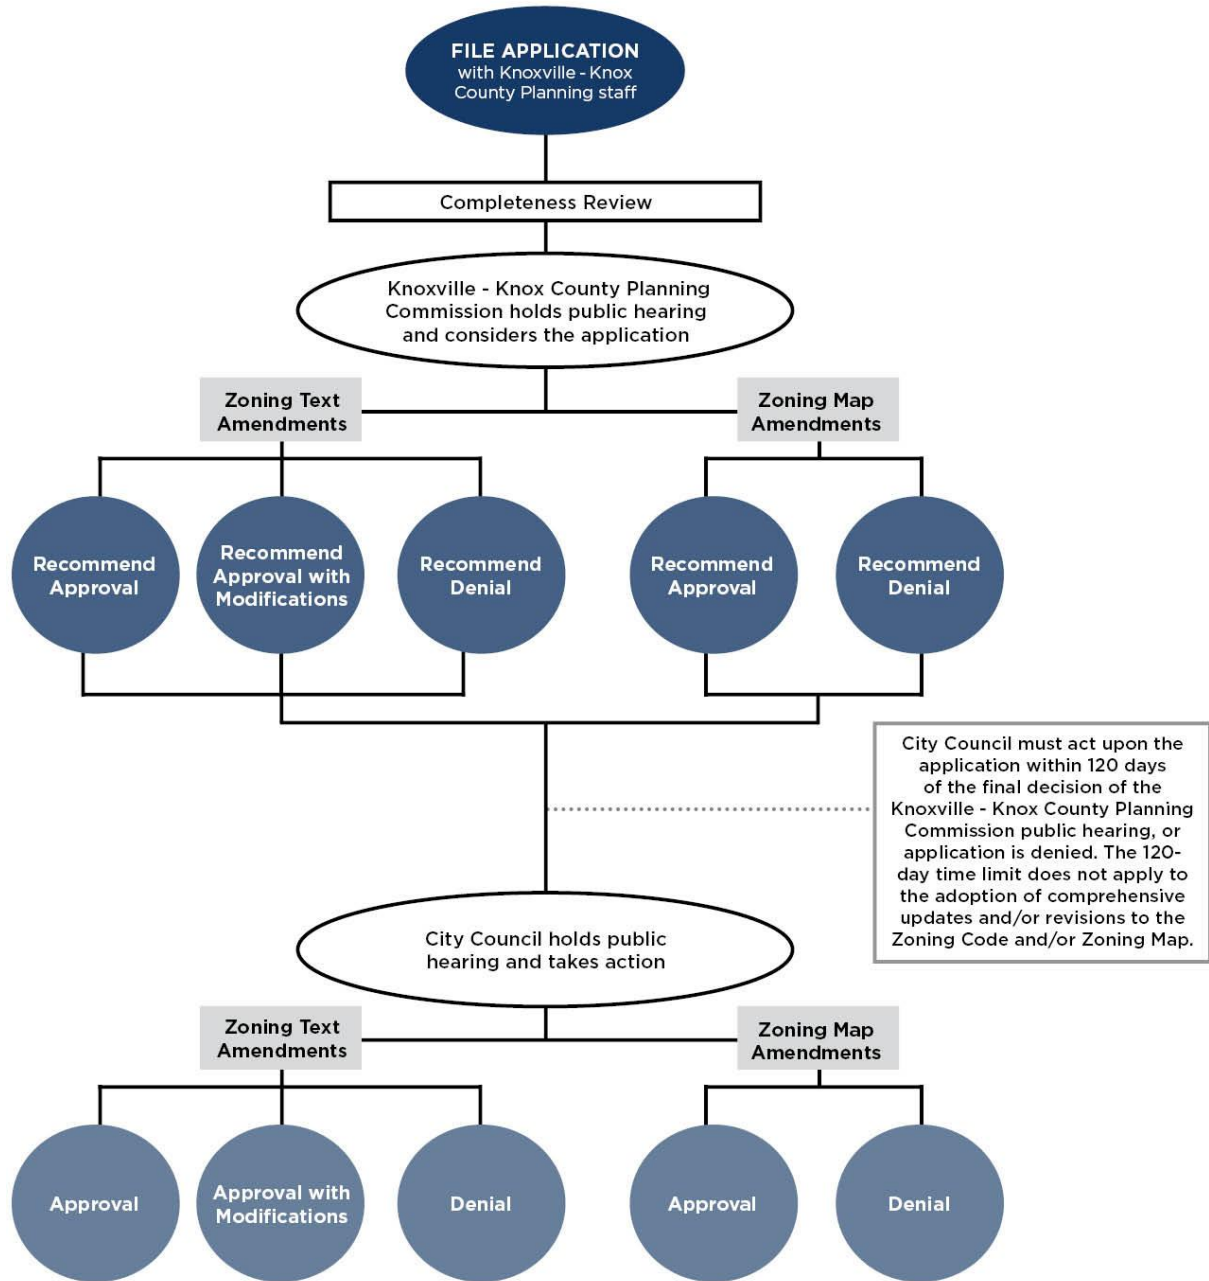 FILE APPLICATION
with Knoxville - Knox
County Planning staff
Completeness Review
Knoxville - Knox County Planning
Commission holds public hearing
and considers the application
Zoning Text
Amendments
Zoning Map
Amendments
Recommend
Approval
Recommend
Approval with
Modifications
Recommend
Denial
Recommend
Approval
Recommend
Denial
City Council must act upon the
application within 120 days
of the final decision of the
Knoxville - Knox County Planning
Commission public hearing, or
application is denied. The 120-
day time limit does not apply to
the adoption of comprehensive
updates and/or revisions to the
Zoning Code and/or Zoning Map.
City Council holds public
hearing and takes action
Zoning Text
Amendments
Zoning Map
Amendments
Approval
Approval with
Modifications
Denial
Approval
Denial